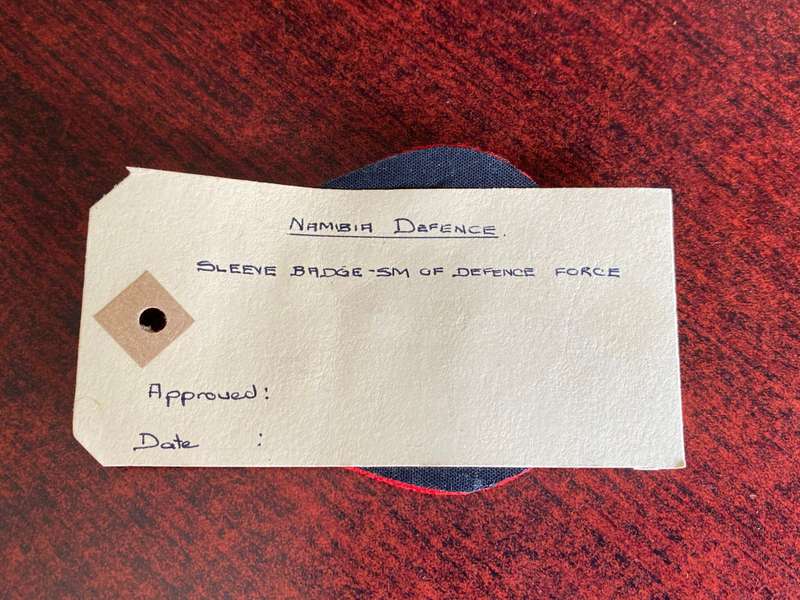 NAMIBIA DEFENCE.
SLEEVE BADGE-SM OF DEFENCE FORCE
Approved:
Date :